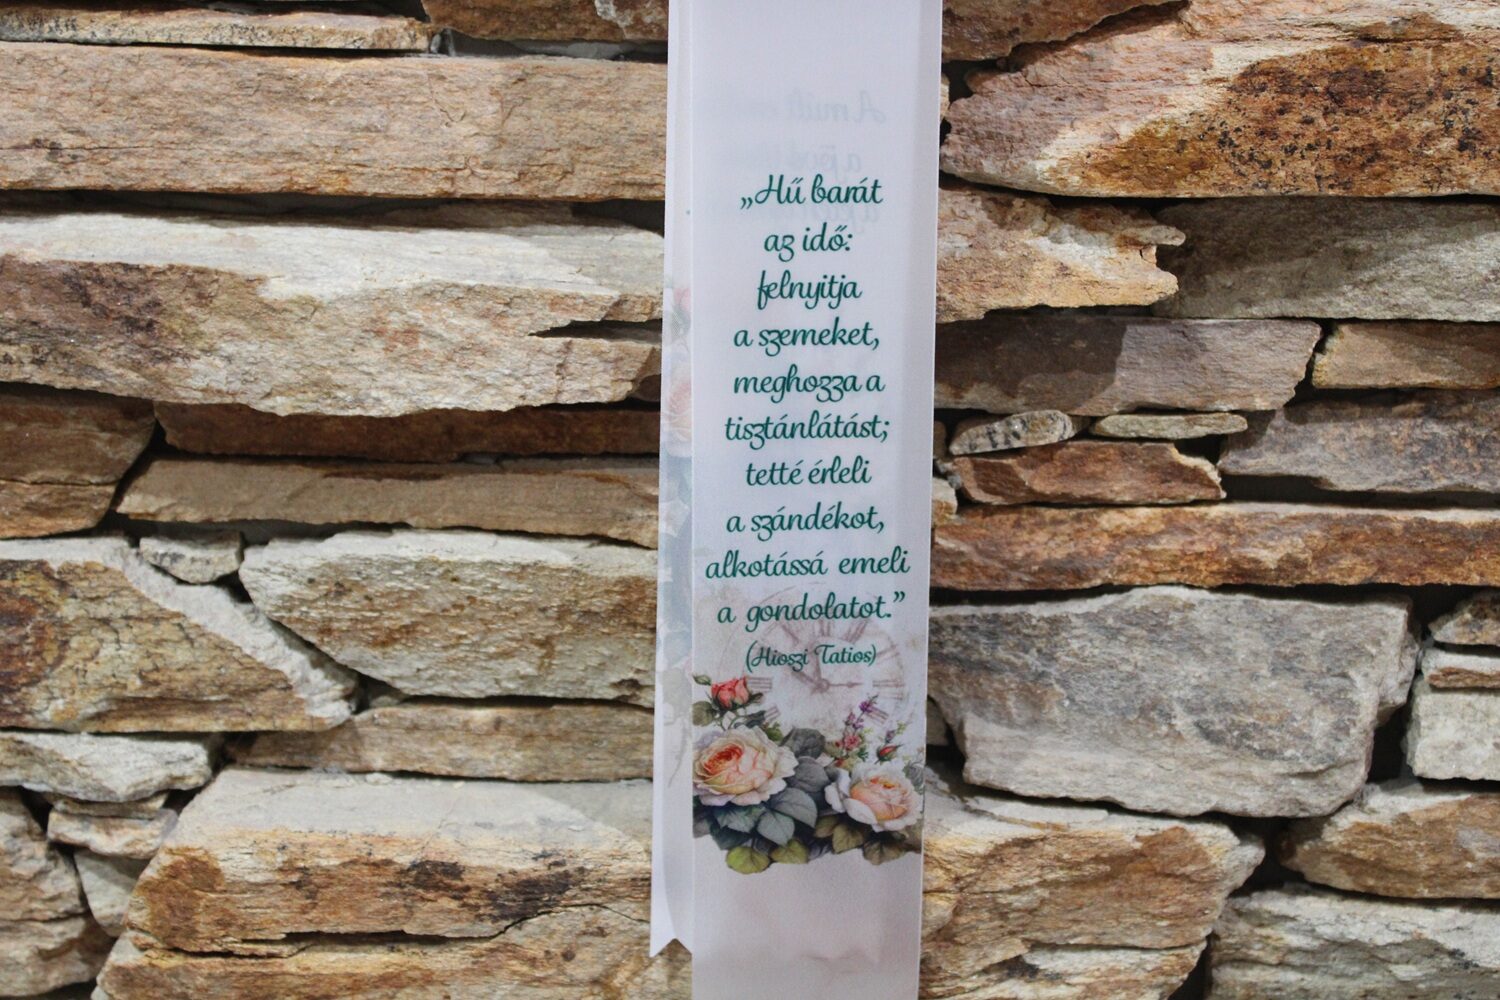 „Hű barát
az idő:
felnyitja
a szemeket,
meghozza a
tisztánlátást;
tetté érleli
a szándékot,
alkotássá emeli
a gondolatot.”
(Hioszi Tatios)